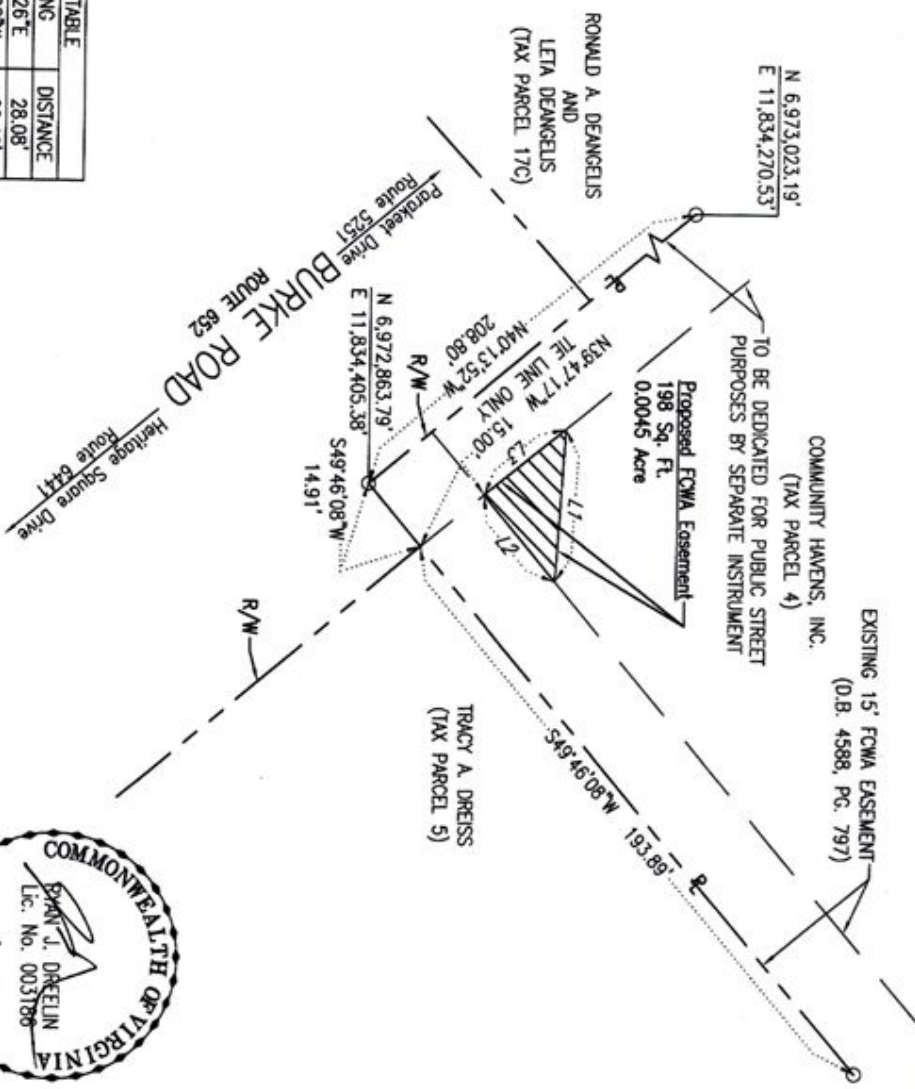 TABLE
NG DISTANCE
26"E 28.08'
N 6,973,023.19'
E 11,834,270.53'
RONALD A. DEANGELIS
AND
LETA DEANGELIS
(TAX PARCEL 17C)
COMMUNITY HAVENS, INC.
(TAX PARCEL 4)
TO BE DEDICATED FOR PUBLIC STREET
PURPOSES BY SEPARATE INSTRUMENT
EXISTING 15' FCWA EASEMENT
(D.B. 4588, PG. 797)
Proposed FCWA Easement
198 Sq. Ft.
0.0045 Acre
L1
L2
L3
N39°47'17"W 15.00'
TIE LINE ONLY
N40°13'52"W
208.80'
R/W
N 6,972,863.79'
E 11,834,405.38'
S49°46'08"W
14.91'
Parakeet Drive
Route 5251
BURKE ROAD
ROUTE 652
Heritage Square Drive
Route 6441
S49°46'08"W 193.89'
TRACY A. DREISS
(TAX PARCEL 5)
R/W
COMMONWEALTH OF VIRGINIA
RYAN J. DREELIN
Lic. No. 003186